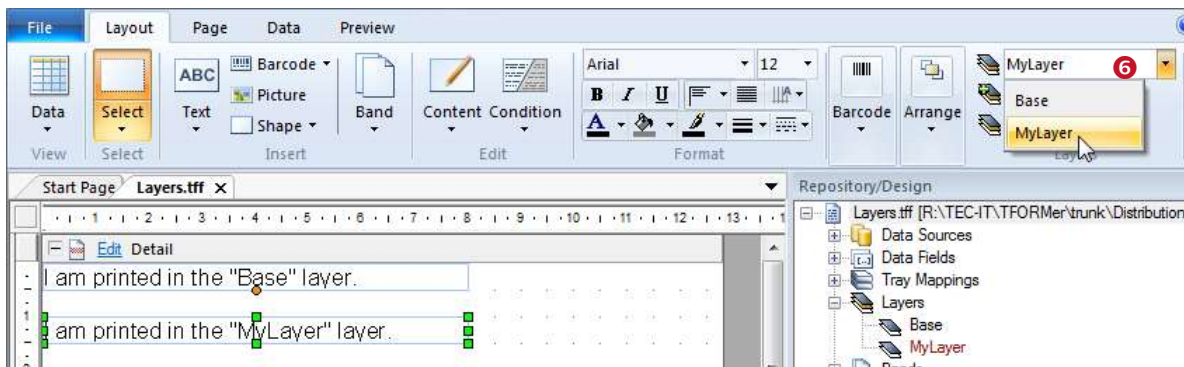 File Layout Page Data Preview
ABC Barcode
Picture
Shape
Data Select Text Band Content Condition
Arial 12
B I U
A
Barcode Arrange
MyLayer 6
Base
MyLayer
View Select Insert Edit Format
Start Page Layers.tff x
1 2 3 4 5 6 7 8 9 10 11 12 13
Edit Detail
I am printed in the "Base" layer.
1
I am printed in the "MyLayer" layer.
Repository/Design
Layers.tff [R:\TEC-IT\TFORMer\trunk\Distribution
Data Sources
Data Fields
Tray Mappings
Layers
Base
MyLayer